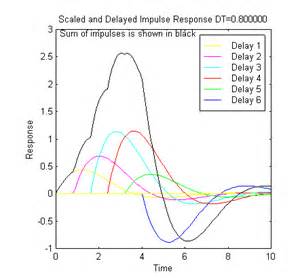 Scaled and Delayed Impulse Response DT=0.800000
Sum of impulses is shown in black
Delay 1
Delay 2
Delay 3
Delay 4
Delay 5
Delay 6
Response
3
2.5
2
1.5
1
0.5
0
-0.5
-1
0 2 4 6 8 10
Time